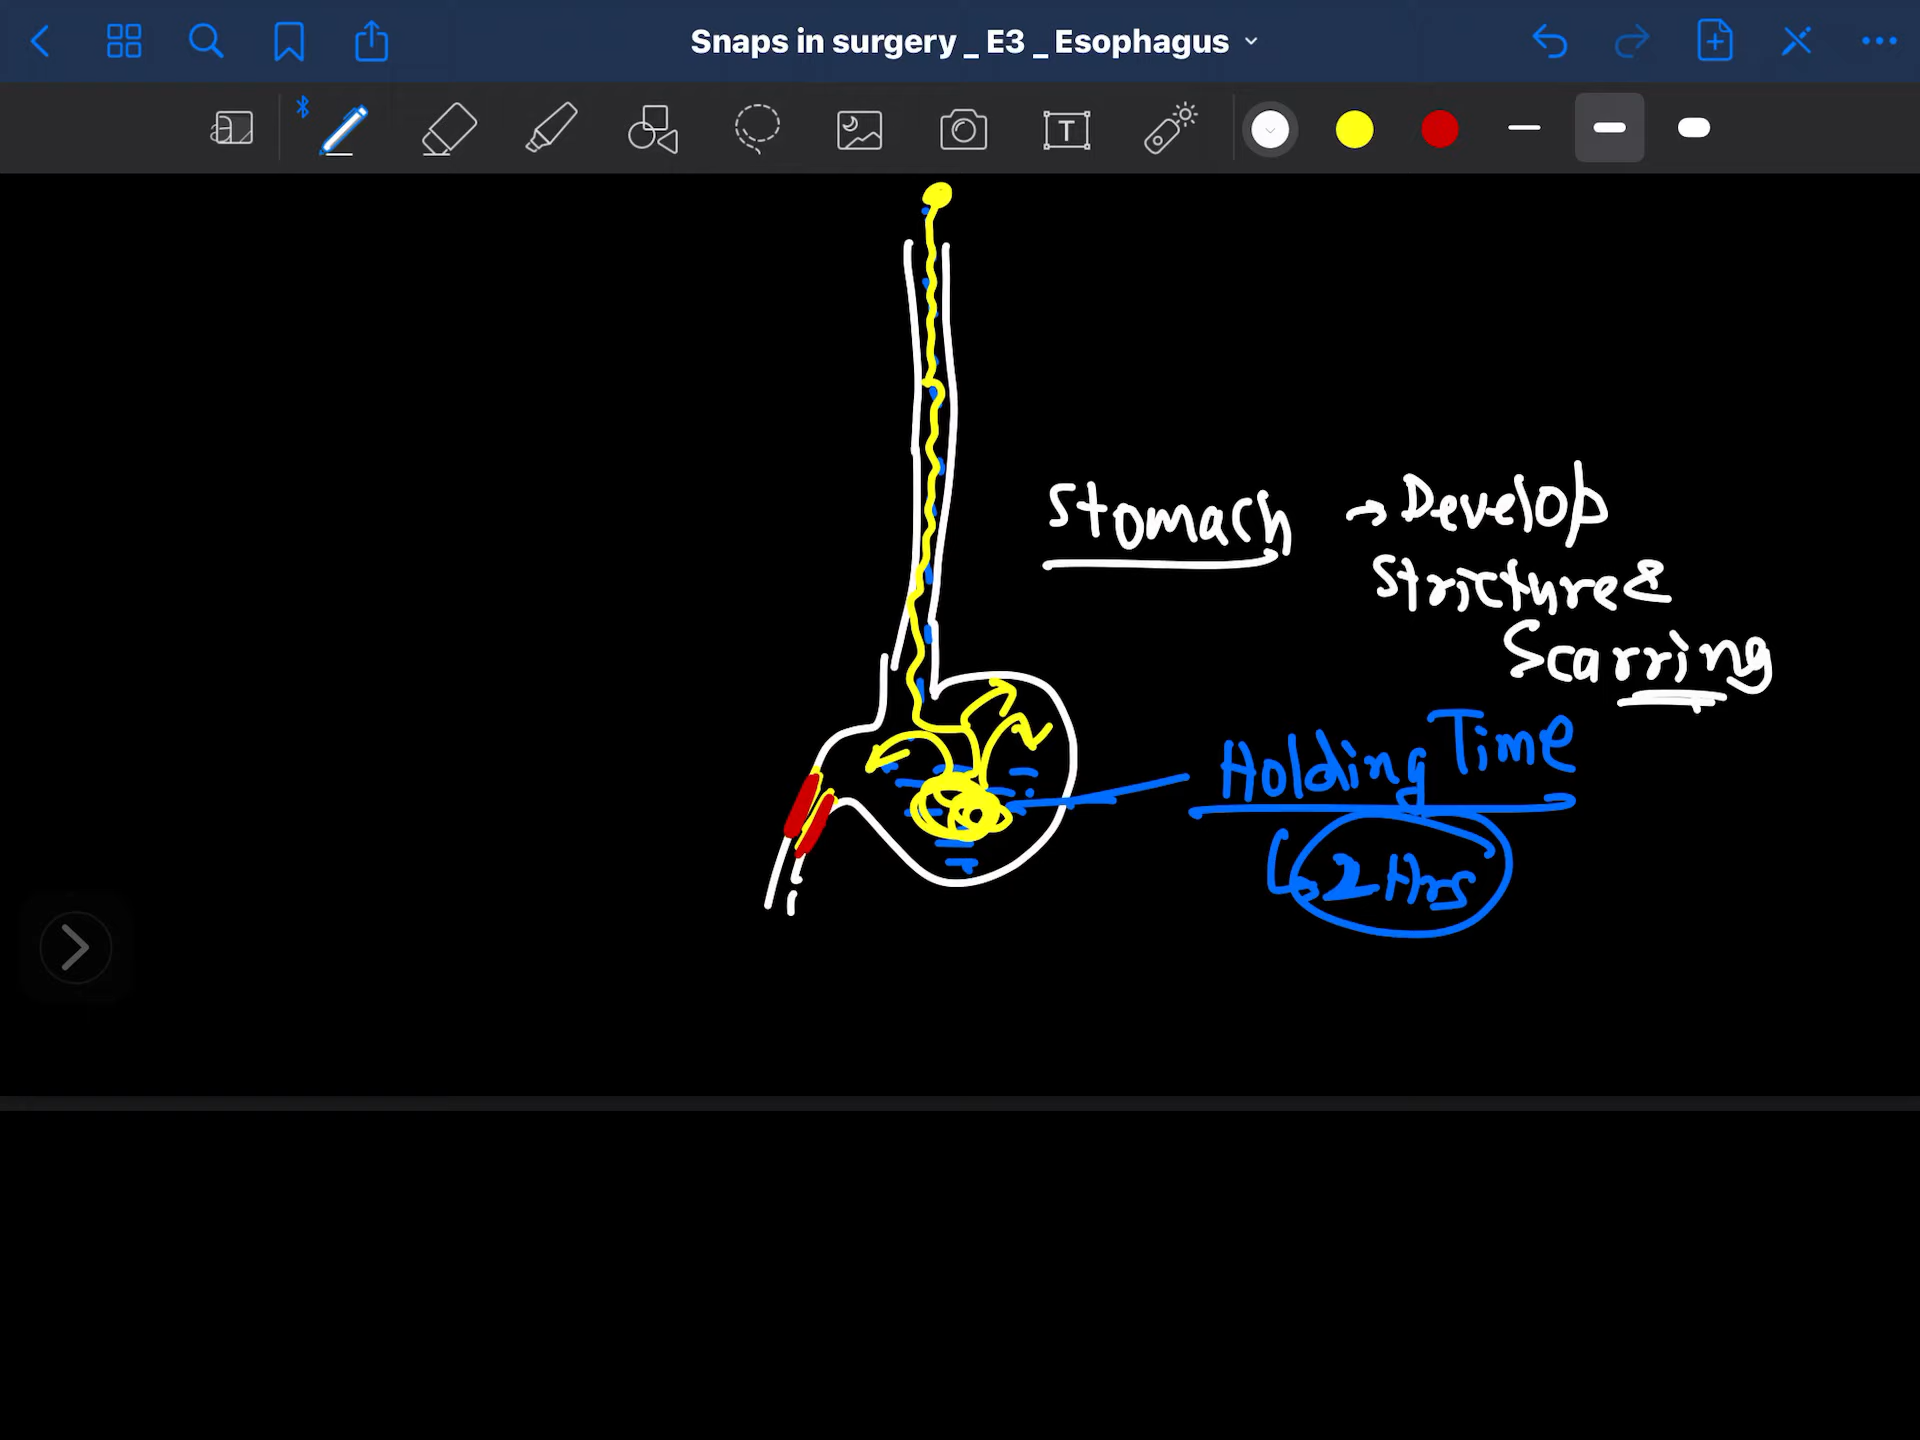 Snaps in surgery _ E3 _ Esophagus
Stomach → Develop
Stricture &
Scarring
Holding Time
↳ 2 Hrs